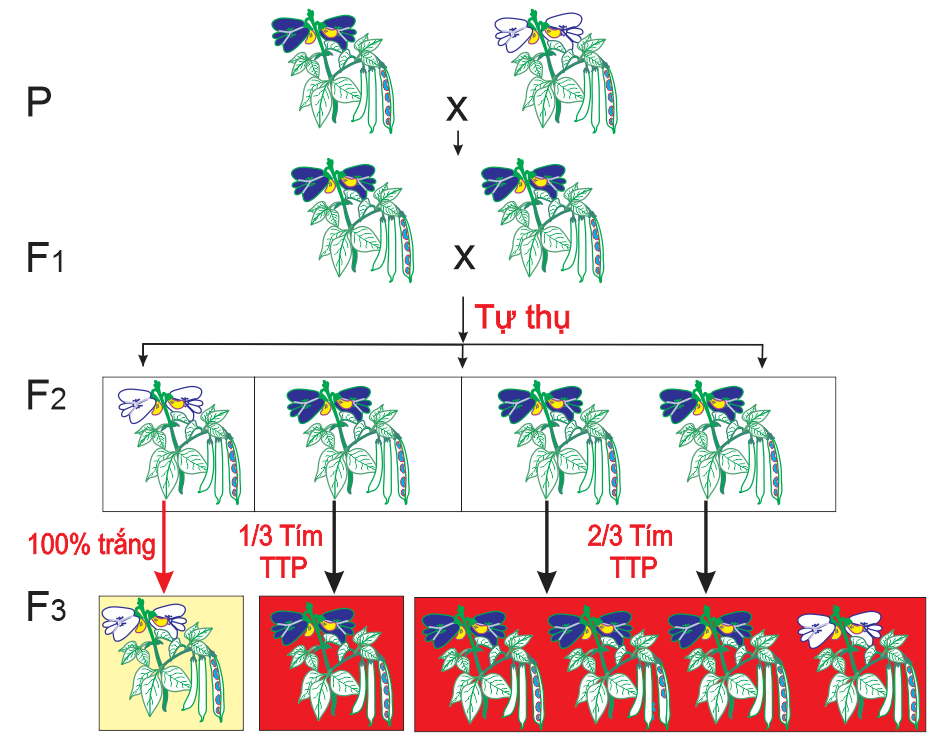 P
x
F1
x
Tự thụ
F2
100% trắng
1/3 Tím
TTP
2/3 Tím
TTP
F3